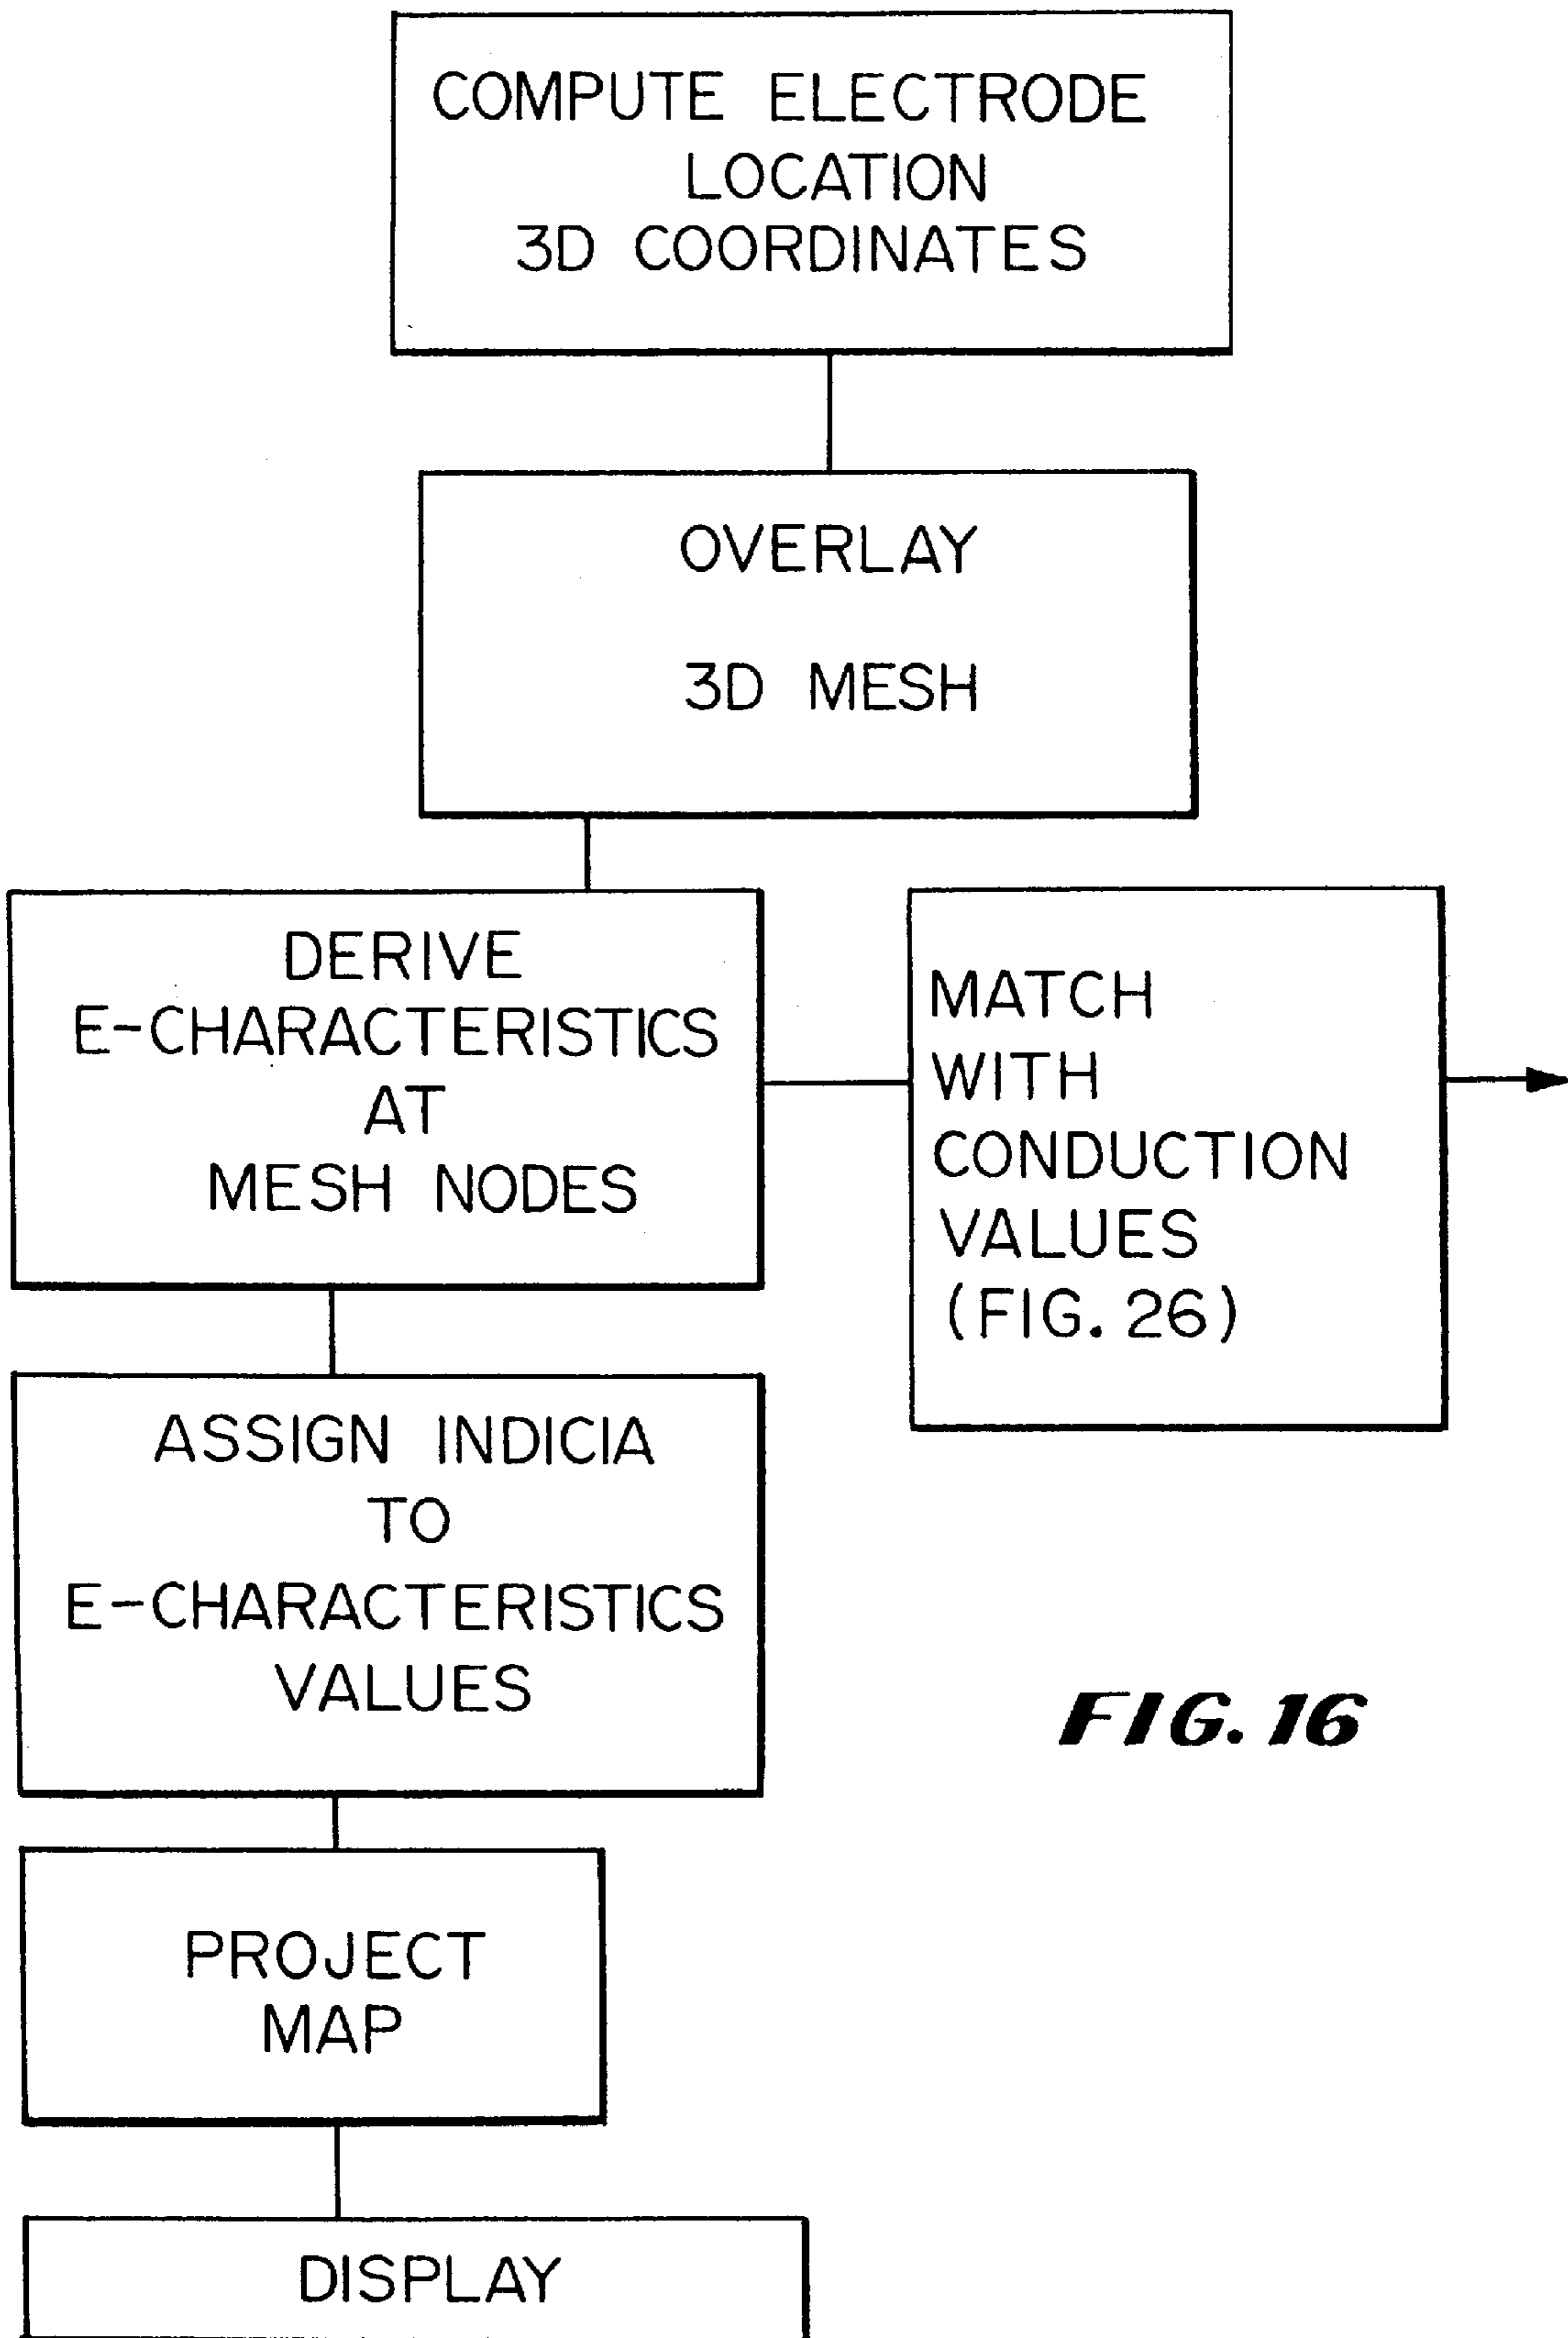 COMPUTE ELECTRODE
LOCATION
3D COORDINATES
OVERLAY
3D MESH
DERIVE
E-CHARACTERISTICS
AT
MESH NODES
MATCH
WITH
CONDUCTION
VALUES
(FIG. 26)
ASSIGN INDICIA
TO
E-CHARACTERISTICS
VALUES
FIG. 16
PROJECT
MAP
DISPLAY